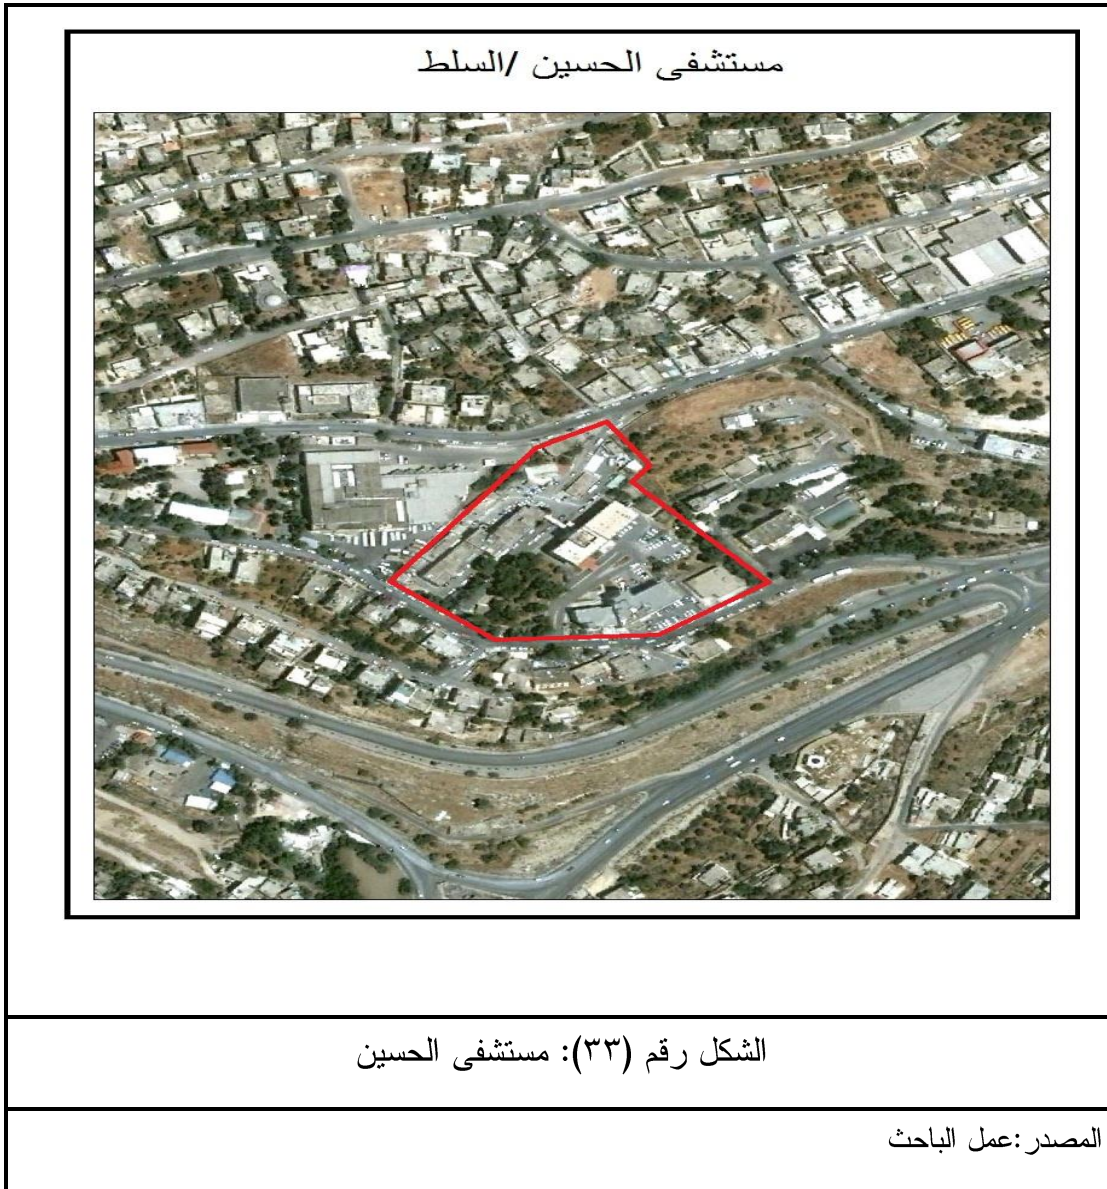 مستشفى الحسين /السلط
الشكل رقم (٣٣): مستشفى الحسين
المصدر:عمل الباحث